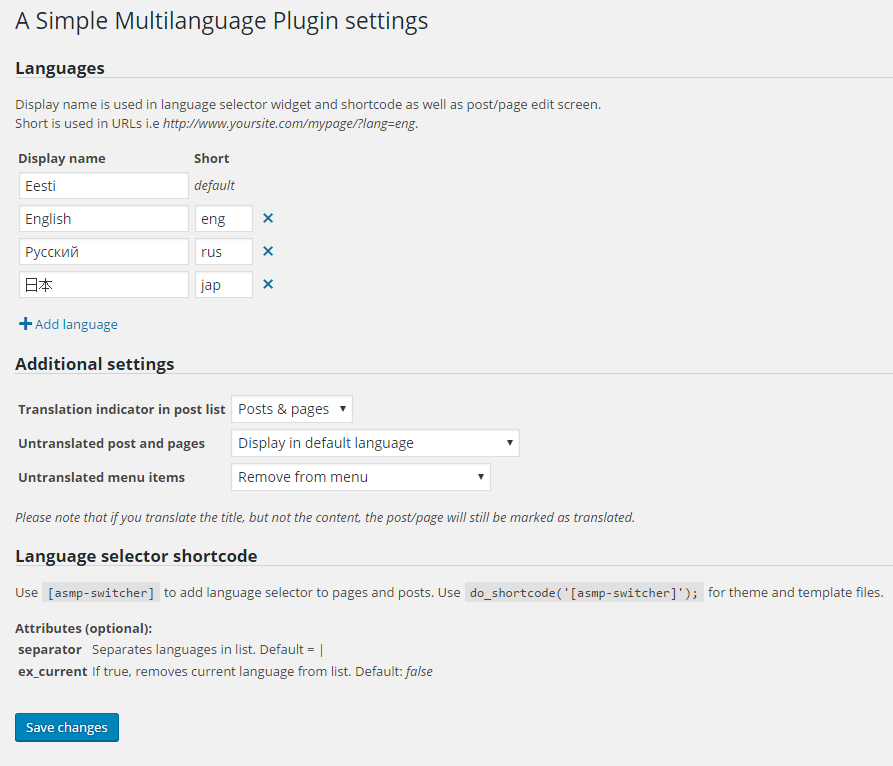 A Simple Multilanguage Plugin settings
Languages
Display name is used in language selector widget and shortcode as well as post/page edit screen.
Short is used in URLs i.e http://www.yoursite.com/mypage/?lang=eng.
Display name Short
Eesti default
English eng
Русский rus
日本 jap
Add language
Additional settings
Translation indicator in post list Posts & pages
Untranslated post and pages Display in default language
Untranslated menu items Remove from menu
Please note that if you translate the title, but not the content, the post/page will still be marked as translated.
Language selector shortcode
Use [asmp-switcher] to add language selector to pages and posts. Use do_shortcode('[asmp-switcher]'); for theme and template files.
Attributes (optional):
separator Separates languages in list. Default = |
ex_current If true, removes current language from list. Default: false
Save changes